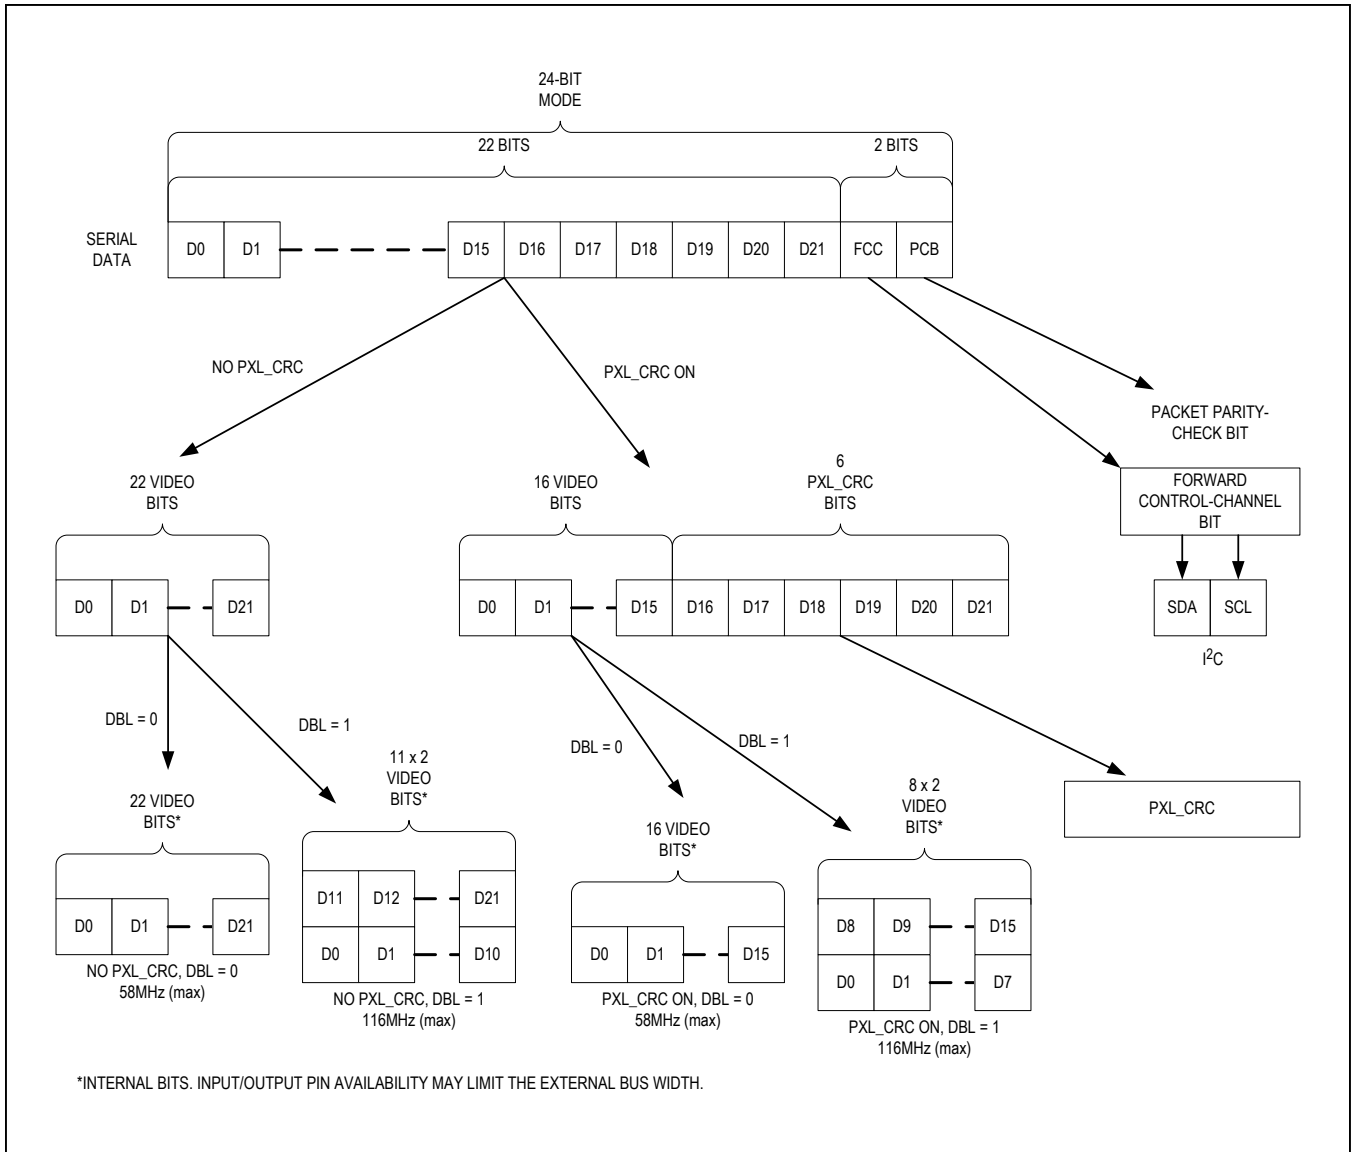 24-BIT
MODE
22 BITS
2 BITS
SERIAL
DATA
D0 D1 D15 D16 D17 D18 D19 D20 D21 FCC PCB
NO PXL_CRC
PXL_CRC ON
PACKET PARITY-
CHECK BIT
22 VIDEO
BITS
16 VIDEO
BITS
6
PXL_CRC
BITS
FORWARD
CONTROL-CHANNEL
BIT
D0 D1 D21
D0 D1 D15 D16 D17 D18 D19 D20 D21
SDA SCL
I²C
DBL = 0
DBL = 1
DBL = 0
DBL = 1
22 VIDEO
BITS*
11 x 2
VIDEO
BITS*
16 VIDEO
BITS*
8 x 2
VIDEO
BITS*
PXL_CRC
D0 D1 D21
NO PXL_CRC, DBL = 0
58MHz (max)
D11 D12 D21
D0 D1 D10
NO PXL_CRC, DBL = 1
116MHz (max)
D0 D1 D15
PXL_CRC ON, DBL = 0
58MHz (max)
D8 D9 D15
D0 D1 D7
PXL_CRC ON, DBL = 1
116MHz (max)
*INTERNAL BITS. INPUT/OUTPUT PIN AVAILABILITY MAY LIMIT THE EXTERNAL BUS WIDTH.